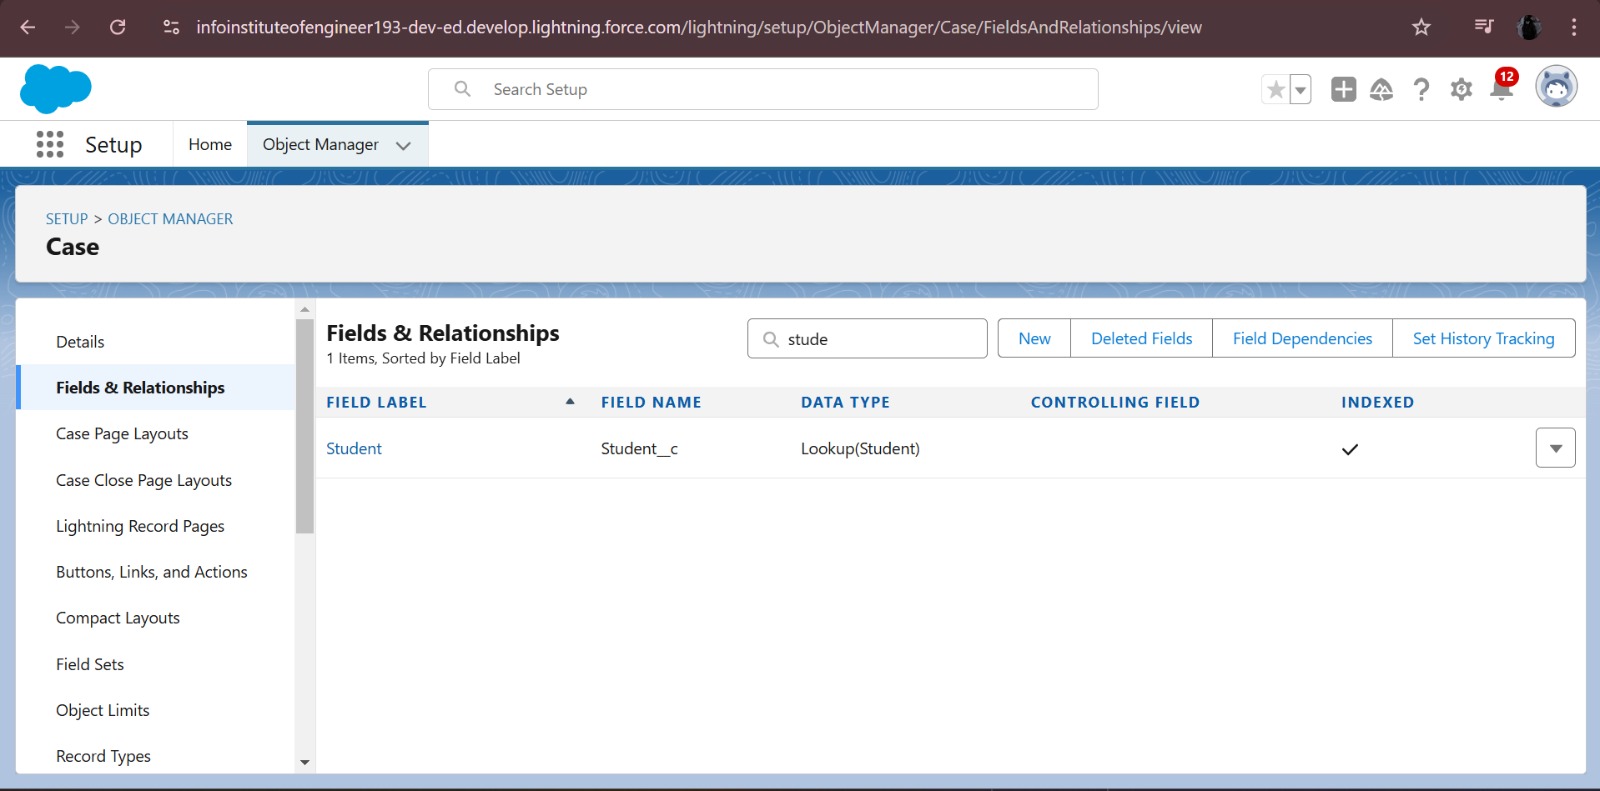 infoinstituteofengineer193-dev-ed.develop.lightning.force.com/lightning/setup/ObjectManager/Case/FieldsAndRelationships/view
Search Setup
12
Setup
Home
Object Manager
SETUP > OBJECT MANAGER
Case
Details
Fields & Relationships
Case Page Layouts
Case Close Page Layouts
Lightning Record Pages
Buttons, Links, and Actions
Compact Layouts
Field Sets
Object Limits
Record Types
Fields & Relationships
1 Items, Sorted by Field Label
stude
New
Deleted Fields
Field Dependencies
Set History Tracking
FIELD LABEL FIELD NAME DATA TYPE CONTROLLING FIELD INDEXED
Student Student__c Lookup(Student)